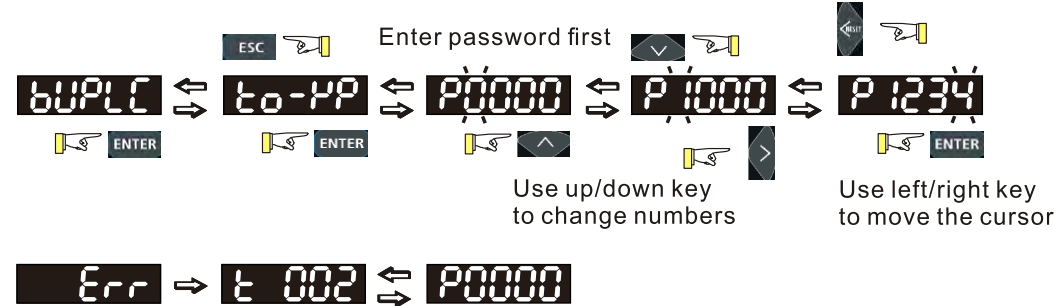 ESC
Enter password first
RESET
bUPLC
to-HP
P0000
P1000
P1234
ENTER
ENTER
ENTER
Use up/down key
to change numbers
Use left/right key
to move the cursor
Err
t 002
P0000